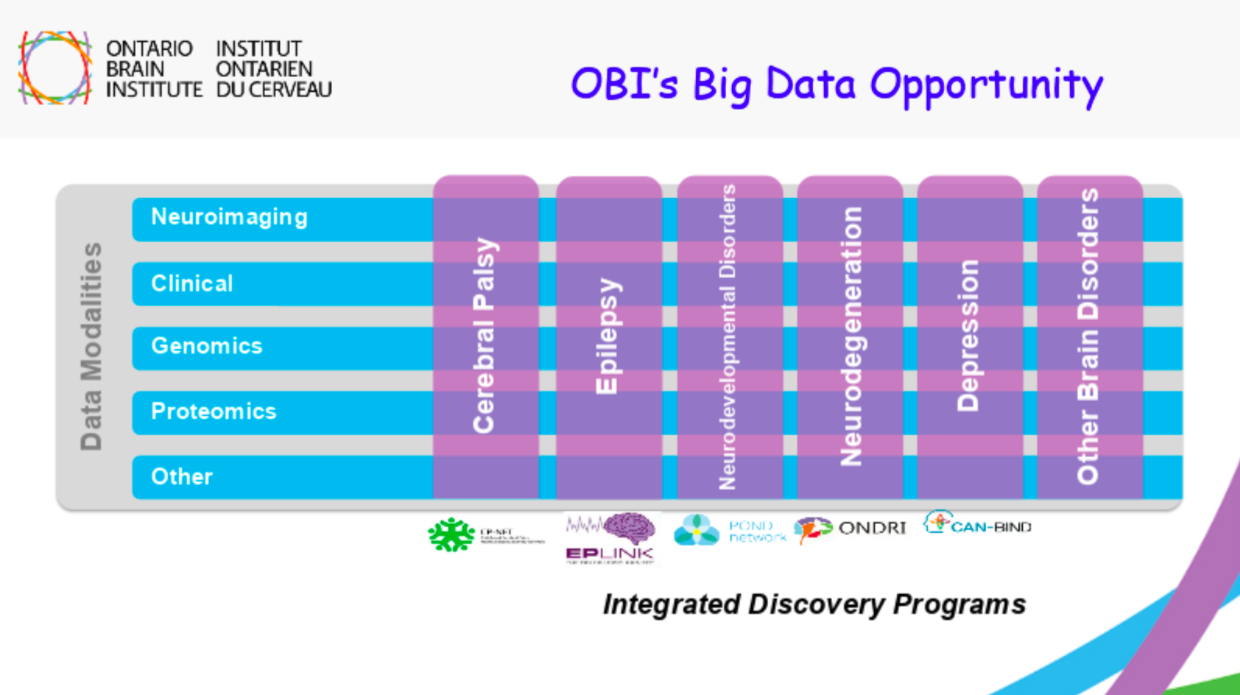 ONTARIO BRAIN INSTITUTE
INSTITUT ONTARIEN DU CERVEAU
OBI's Big Data Opportunity
Data Modalities
Neuroimaging
Clinical
Genomics
Proteomics
Other
Cerebral Palsy
Epilepsy
Neurodevelopmental Disorders
Neurodegeneration
Depression
Other Brain Disorders
CP-NET
EPLINK
POND
network
ONDRI
CAN-BIND
Integrated Discovery Programs